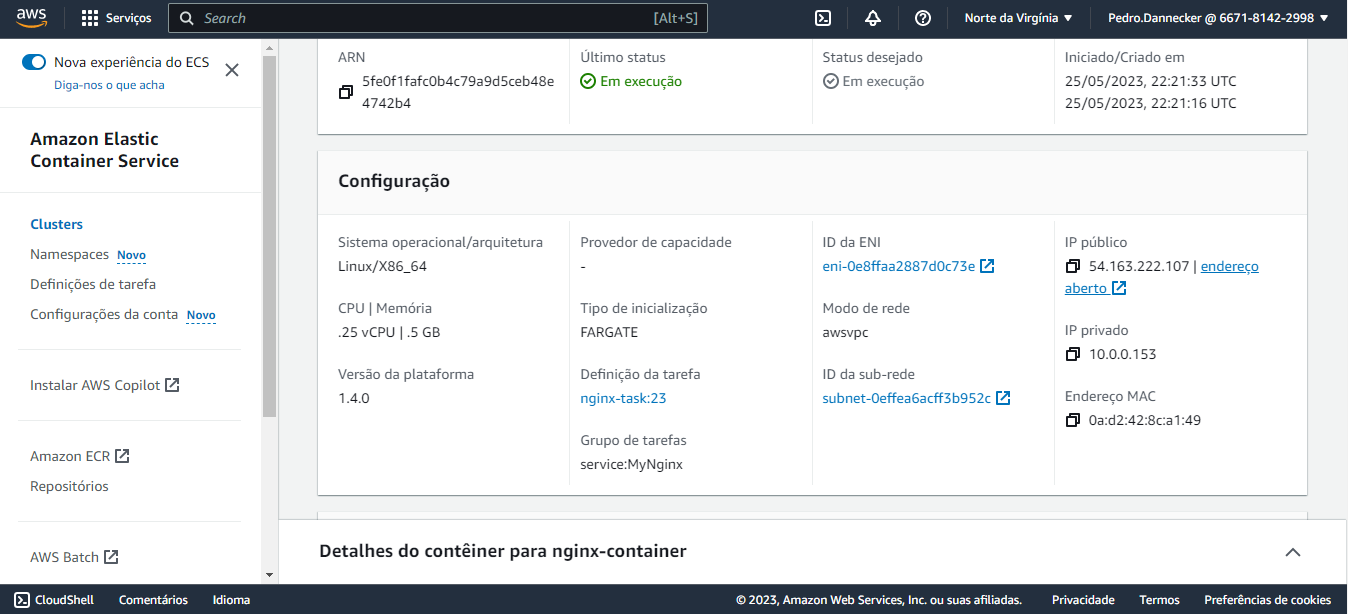 aws
Serviços
Search
[Alt+S]
Norte da Virgínia
Pedro.Dannecker @ 6671-8142-2998
Nova experiência do ECS
Diga-nos o que acha
Amazon Elastic
Container Service
Clusters
Namespaces Novo
Definições de tarefa
Configurações da conta Novo
Instalar AWS Copilot
Amazon ECR
Repositórios
AWS Batch
ARN
5fe0f1fafc0b4c79a9d5ceb48e
4742b4
Último status
Em execução
Status desejado
Em execução
Iniciado/Criado em
25/05/2023, 22:21:33 UTC
25/05/2023, 22:21:16 UTC
Configuração
Sistema operacional/arquitetura
Linux/X86_64
CPU | Memória
.25 vCPU | .5 GB
Versão da plataforma
1.4.0
Provedor de capacidade
-
Tipo de inicialização
FARGATE
Definição da tarefa
nginx-task:23
Grupo de tarefas
service:MyNginx
ID da ENI
eni-0e8ffaa2887d0c73e
Modo de rede
awsvpc
ID da sub-rede
subnet-0effea6acff3b952c
IP público
54.163.222.107 | endereço
aberto
IP privado
10.0.0.153
Endereço MAC
0a:d2:42:8c:a1:49
Detalhes do contêiner para nginx-container
CloudShell
Comentários
Idioma
© 2023, Amazon Web Services, Inc. ou suas afiliadas.
Privacidade
Termos
Preferências de cookies